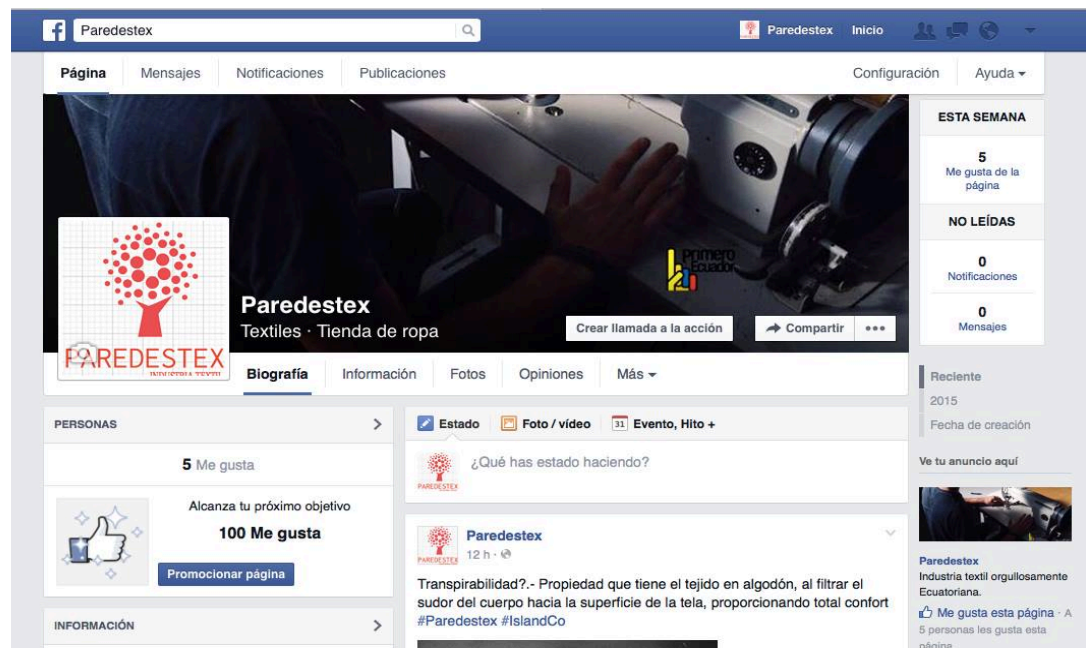 Paredestex
Paredestex Inicio
Página Mensajes Notificaciones Publicaciones Configuración Ayuda
ESTA SEMANA
5
Me gusta de la
página
NO LEÍDAS
0
Notificaciones
0
Mensajes
Primero
Ecuador
PAREDESTEX
INDUSTRIA TEXTIL
Paredestex
Textiles · Tienda de ropa
Crear llamada a la acción Compartir
Biografía Información Fotos Opiniones Más
Reciente
2015
Fecha de creación
PERSONAS
5 Me gusta
Alcanza tu próximo objetivo
100 Me gusta
Promocionar página
INFORMACIÓN
Estado Foto / vídeo 31 Evento, Hito +
PAREDESTEX
¿Qué has estado haciendo?
PAREDESTEX
Paredestex
12 h ·
Transpirabilidad?.- Propiedad que tiene el tejido en algodón, al filtrar el
sudor del cuerpo hacia la superficie de la tela, proporcionando total confort
#Paredestex #IslandCo
Ve tu anuncio aquí
Paredestex
Industria textil orgullosamente
Ecuatoriana.
Me gusta esta página · A
5 personas les gusta esta
página